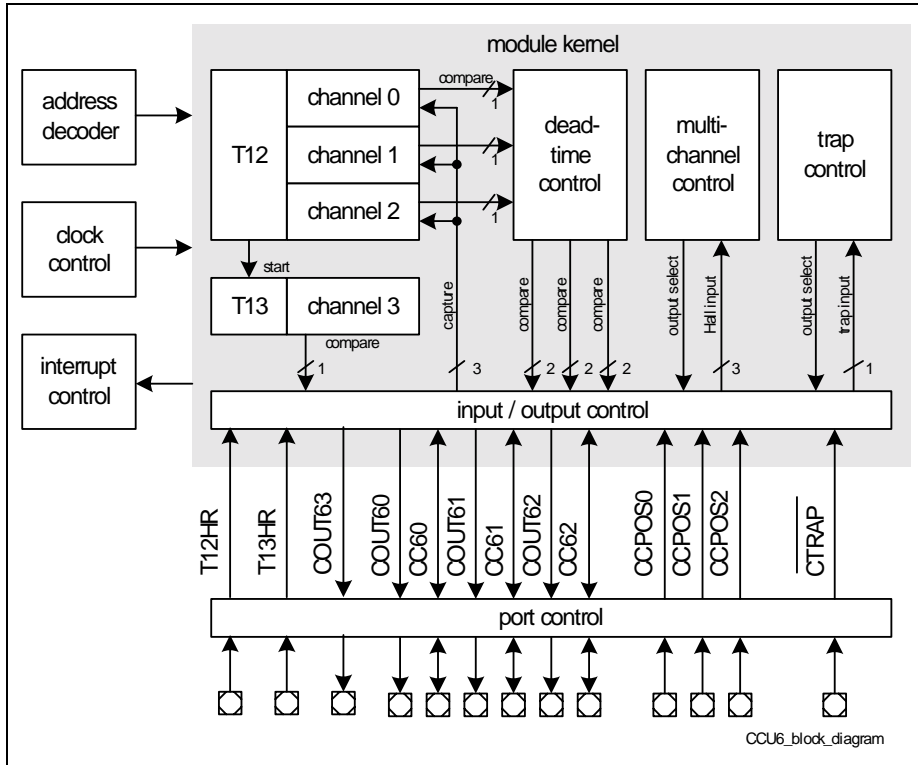 module kernel
address
decoder
clock
control
interrupt
control
T12
channel 0
channel 1
channel 2
compare
1
1
1
dead-
time
control
multi-
channel
control
trap
control
start
T13
channel 3
compare
1
capture
3
compare
2
compare
2
compare
2
output select
Hall input
3
output select
trap input
1
input / output control
T12HR
T13HR
COUT63
COUT60
CC60
COUT61
CC61
COUT62
CC62
CCPOS0
CCPOS1
CCPOS2
CTRAP
port control
CCU6_block_diagram